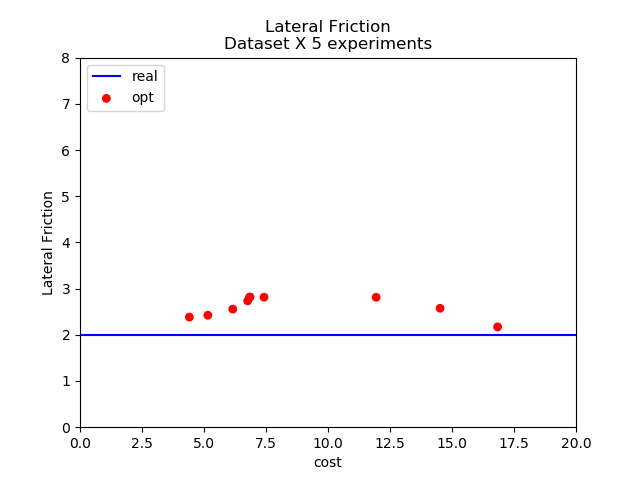 Lateral Friction
Dataset X 5 experiments
real
opt
8
7
6
5
4
3
2
1
0
Lateral Friction
0.0 2.5 5.0 7.5 10.0 12.5 15.0 17.5 20.0
cost